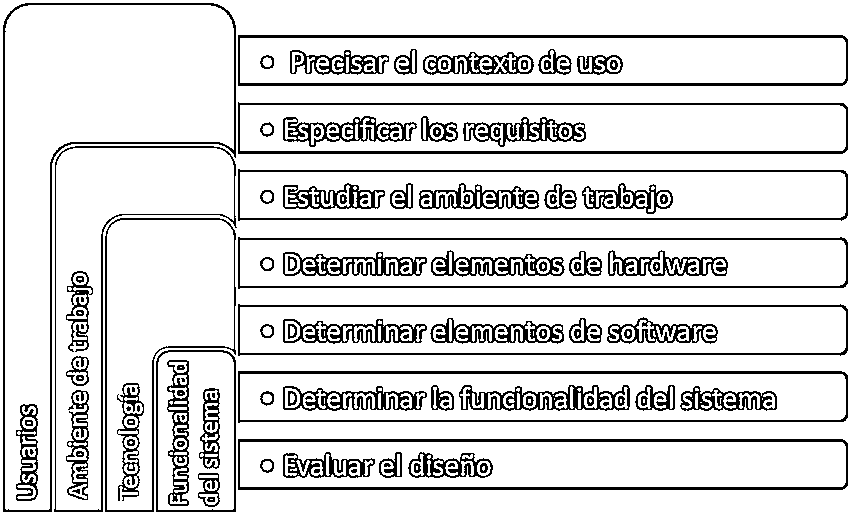 Precisar el contexto de uso
Especificar los requisitos
Estudiar el ambiente de trabajo
Determinar elementos de hardware
Determinar elementos de software
Determinar la funcionalidad del sistema
Evaluar el diseño
Usuarios
Ambiente de trabajo
Tecnología
Funcionalidad
del sistema